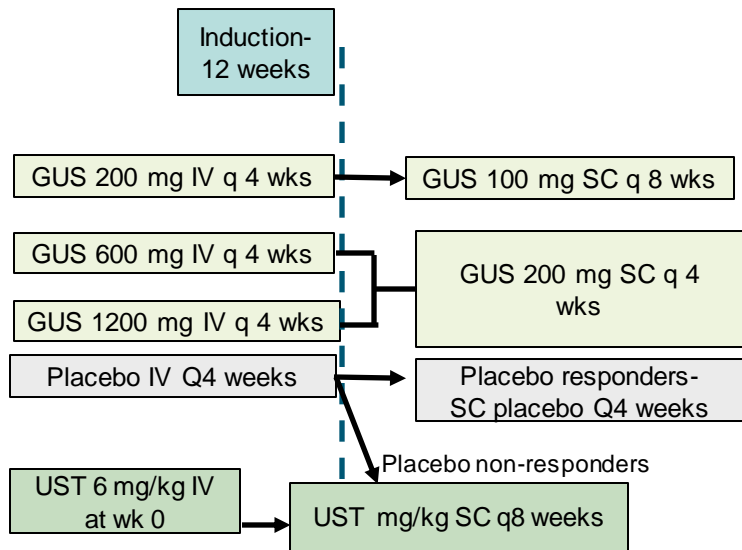 Induction-
12 weeks
GUS 200 mg IV q 4 wks
GUS 100 mg SC q 8 wks
GUS 600 mg IV q 4 wks
GUS 200 mg SC q 4
wks
GUS 1200 mg IV q 4 wks
Placebo IV Q4 weeks
Placebo responders-
SC placebo Q4 weeks
Placebo non-responders
UST 6 mg/kg IV
at wk 0
UST mg/kg SC q8 weeks